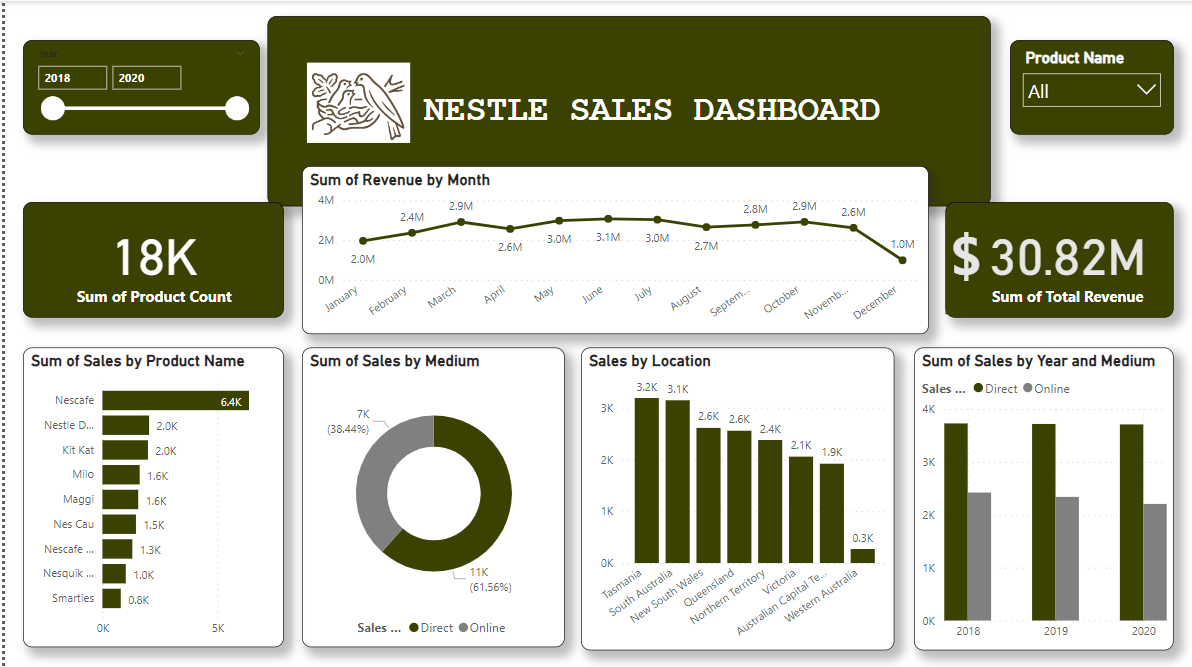 Year
2018
2020
NESTLE SALES DASHBOARD
Product Name
All
18K
Sum of Product Count
Sum of Revenue by Month
4M
2M
0M
2.0M
2.4M
2.9M
2.6M
3.0M
3.1M
3.0M
2.7M
2.8M
2.9M
2.6M
1.0M
January
February
March
April
May
June
July
August
Septem...
October
Novemb...
December
$ 30.82M
Sum of Total Revenue
Sum of Sales by Product Name
Nescafe
6.4K
Nestle D...
2.0K
Kit Kat
2.0K
Milo
1.6K
Maggi
1.6K
Nes Cau
1.5K
Nescafe ...
1.3K
Nesquik ...
1.0K
Smarties
0.8K
0K
5K
Sum of Sales by Medium
7K
(38.44%)
11K
(61.56%)
Sales ...
Direct
Online
Sales by Location
3K
2K
1K
0K
3.2K
3.1K
2.6K
2.6K
2.4K
2.1K
1.9K
0.3K
Tasmania
South Australia
New South Wales
Queensland
Northern Territory
Victoria
Australian Capital Te...
Western Australia
Sum of Sales by Year and Medium
Sales ...
Direct
Online
4K
3K
2K
1K
0K
2018
2019
2020